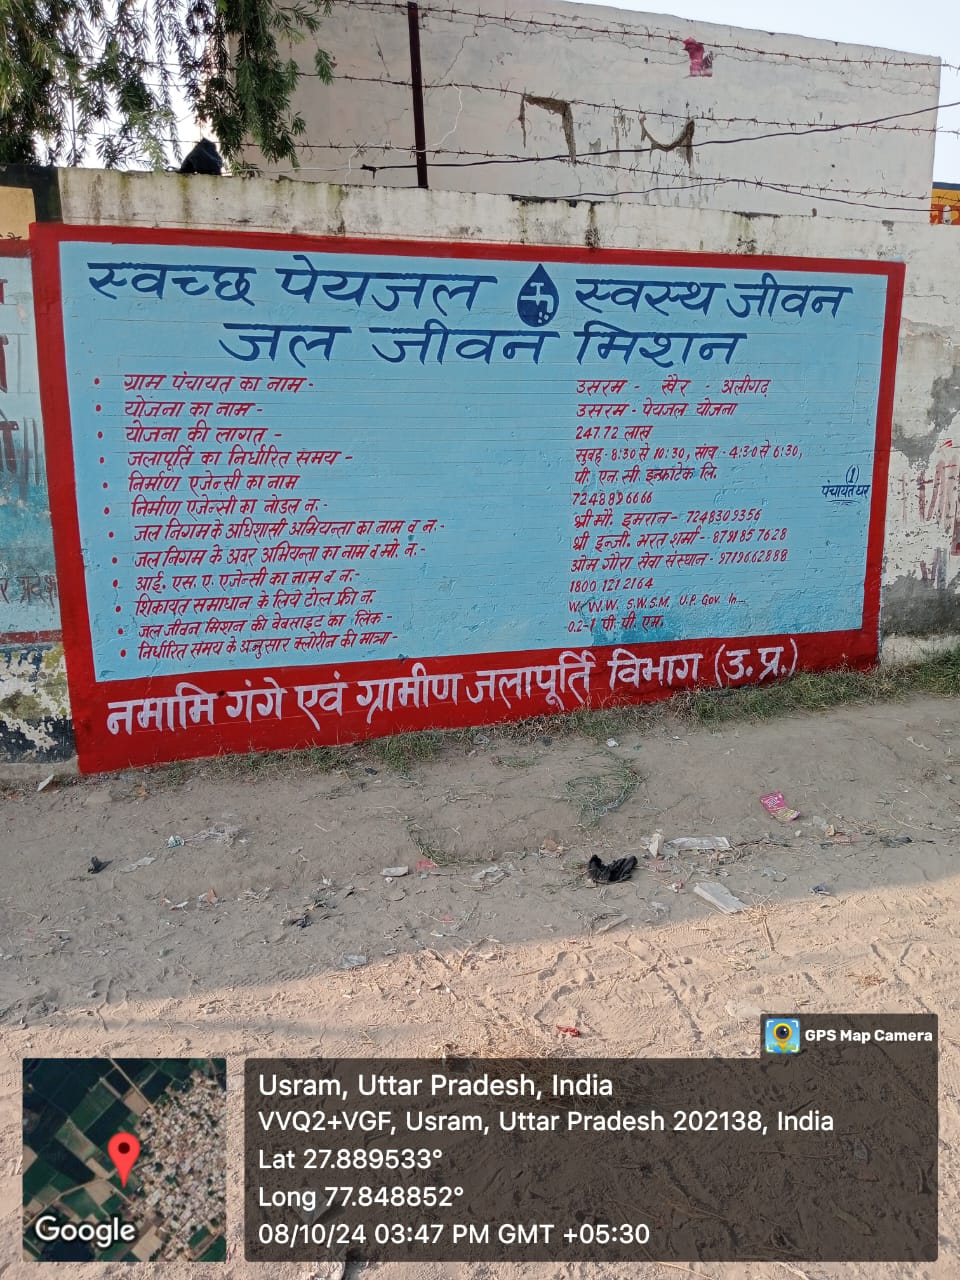 स्वच्छ पेयजल स्वस्थ जीवन
जल जीवन मिशन
• ग्राम पंचायत का नाम - उसरम - खैर - अलीगढ़
• योजना का नाम - उसरम - पेयजल योजना
• योजना की लागत - 247.72 लाख
• जलापूर्ति का निर्धारित समय - सुवह - 8:30 से 10:30, सांय - 4:30 से 6:30,
• निर्माण एजेन्सी का नाम पी. एन. सी. इन्फ्राटेक लि.
(1)
पंचायत घर
• निर्माण एजेन्सी का नोडल न. - 7248896666
• जल निगम के अधिशासी अभियन्ता का नाम व न. - श्री मौ. इमरान - 7248309356
• जल निगम के अवर अभियन्ता का नाम व मो. न. - श्री इन्जी. भरत शर्मा - 8791857628
• आई. एस. ए. एजेन्सी का नाम व न. - ओम गौरा सेवा संस्थान - 9719662888
• शिकायत समाधान के लिये टोल फ्री न. 1800 121 2164
• जल जीवन मिशन की वेबसाइट का लिंक - W.W.W. S.W.S.M. U.P. Gov. In...
• निर्धारित समय के अनुसार क्लोरीन की मात्रा - 0.2-1 पी. पी. एम.
नमामि गंगे एवं ग्रामीण जलापूर्ति विभाग (उ.प्र.)
GPS Map Camera
Usram, Uttar Pradesh, India
VVQ2+VGF, Usram, Uttar Pradesh 202138, India
Lat 27.889533°
Long 77.848852°
08/10/24 03:47 PM GMT +05:30
Google